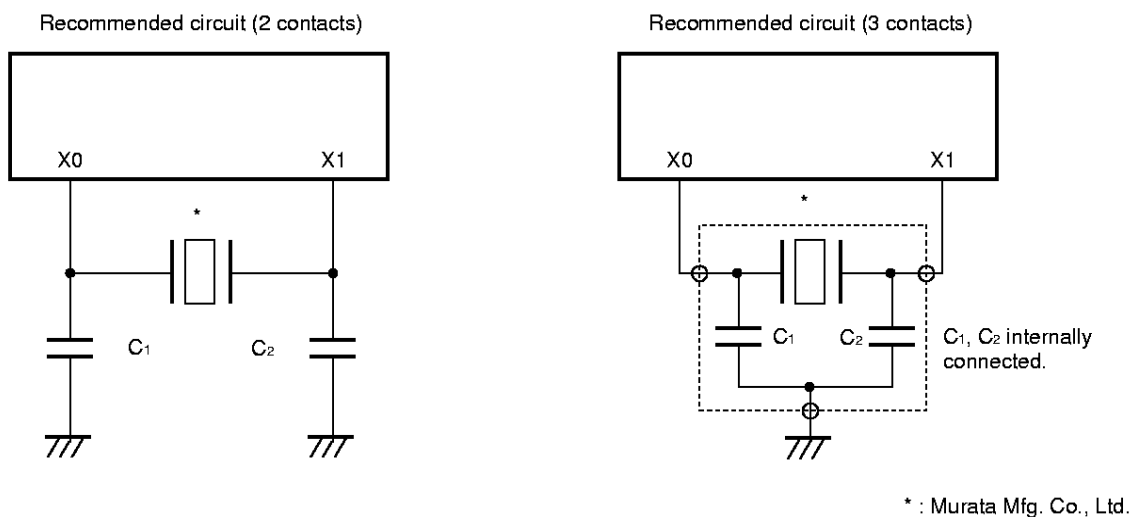 Recommended circuit (2 contacts)
X0 X1
*
C1 C2
Recommended circuit (3 contacts)
X0 X1
*
C1 C2
C1, C2 internally
connected.
* : Murata Mfg. Co., Ltd.